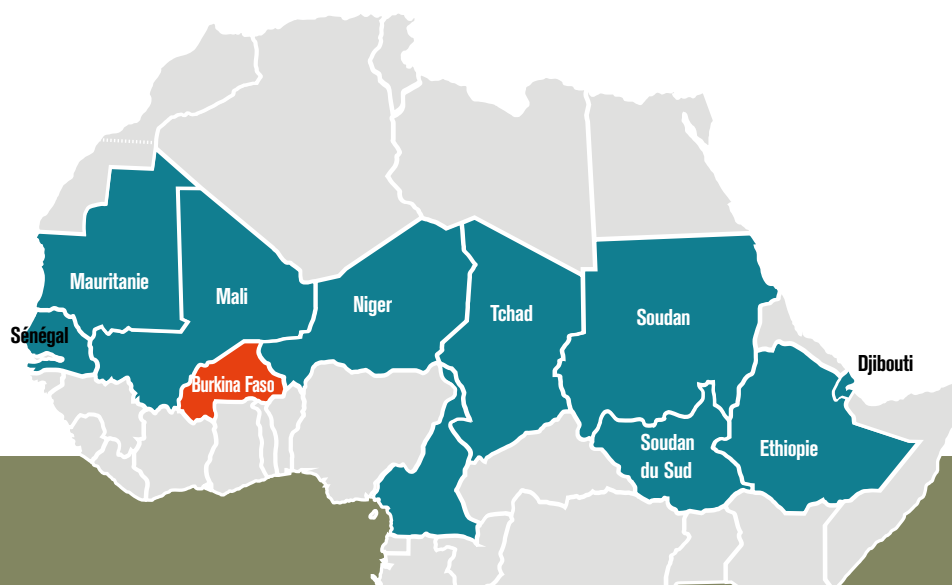 Mauritanie
Mali
Niger
Tchad
Soudan
Sénégal
Djibouti
Burkina Faso
Soudan
du Sud
Ethiopie